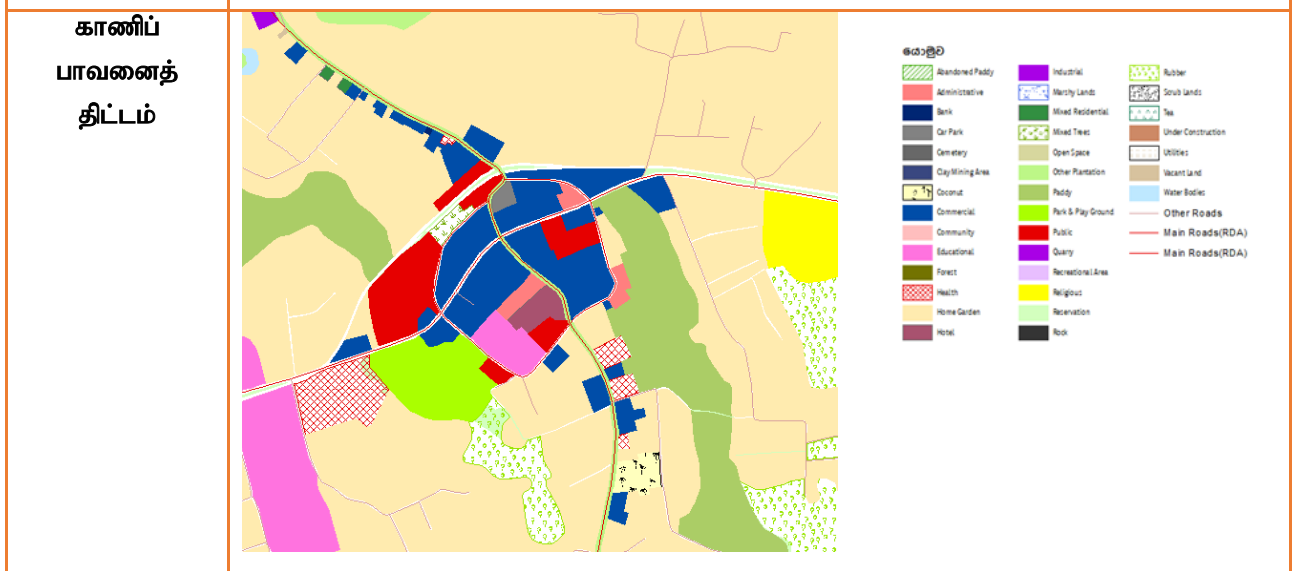 காணிப்
பாவனைத்
திட்டம்
යොමුව
Abandoned Paddy
Administrative
Bank
Car Park
Cemetery
Clay Mining Area
Coconut
Commercial
Community
Educational
Forest
Health
Home Garden
Hotel
Industrial
Marshy Lands
Mixed Residential
Mixed Trees
Open Space
Other Plantation
Paddy
Park & Play Ground
Public
Quarry
Recreational Area
Religious
Reservation
Rock
Rubber
Scrub Lands
Tea
Under Construction
Utilities
Vacant Land
Water Bodies
Other Roads
Main Roads(RDA)
Main Roads(RDA)